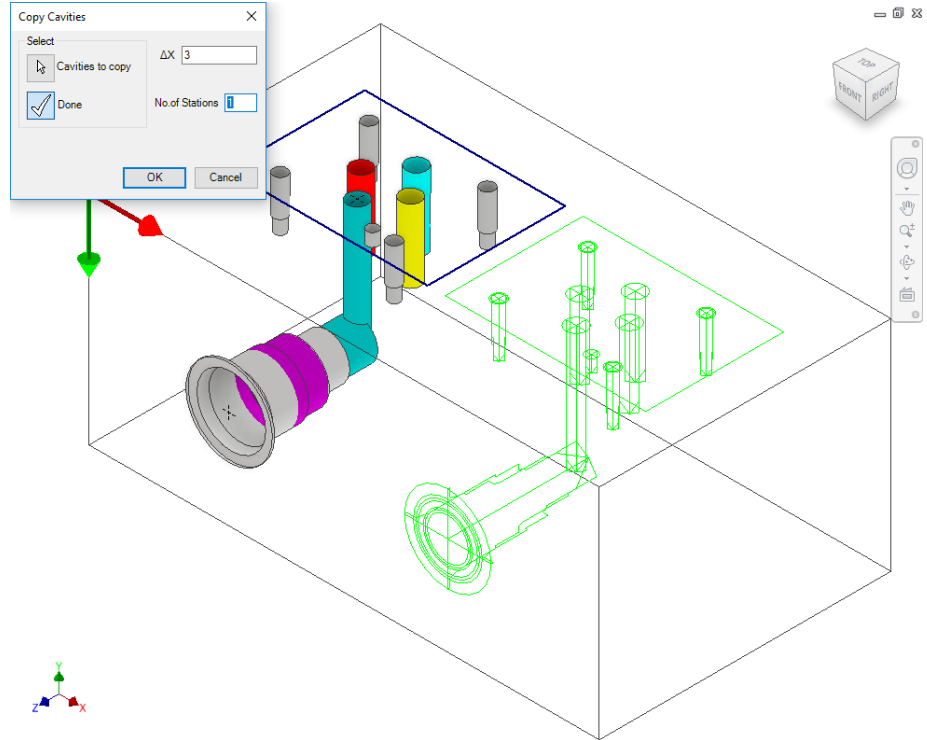 Copy Cavities
Select
Cavities to copy
Done
ΔX 3
No.of Stations 1
OK Cancel
TOP
FRONT RIGHT
Y
Z X